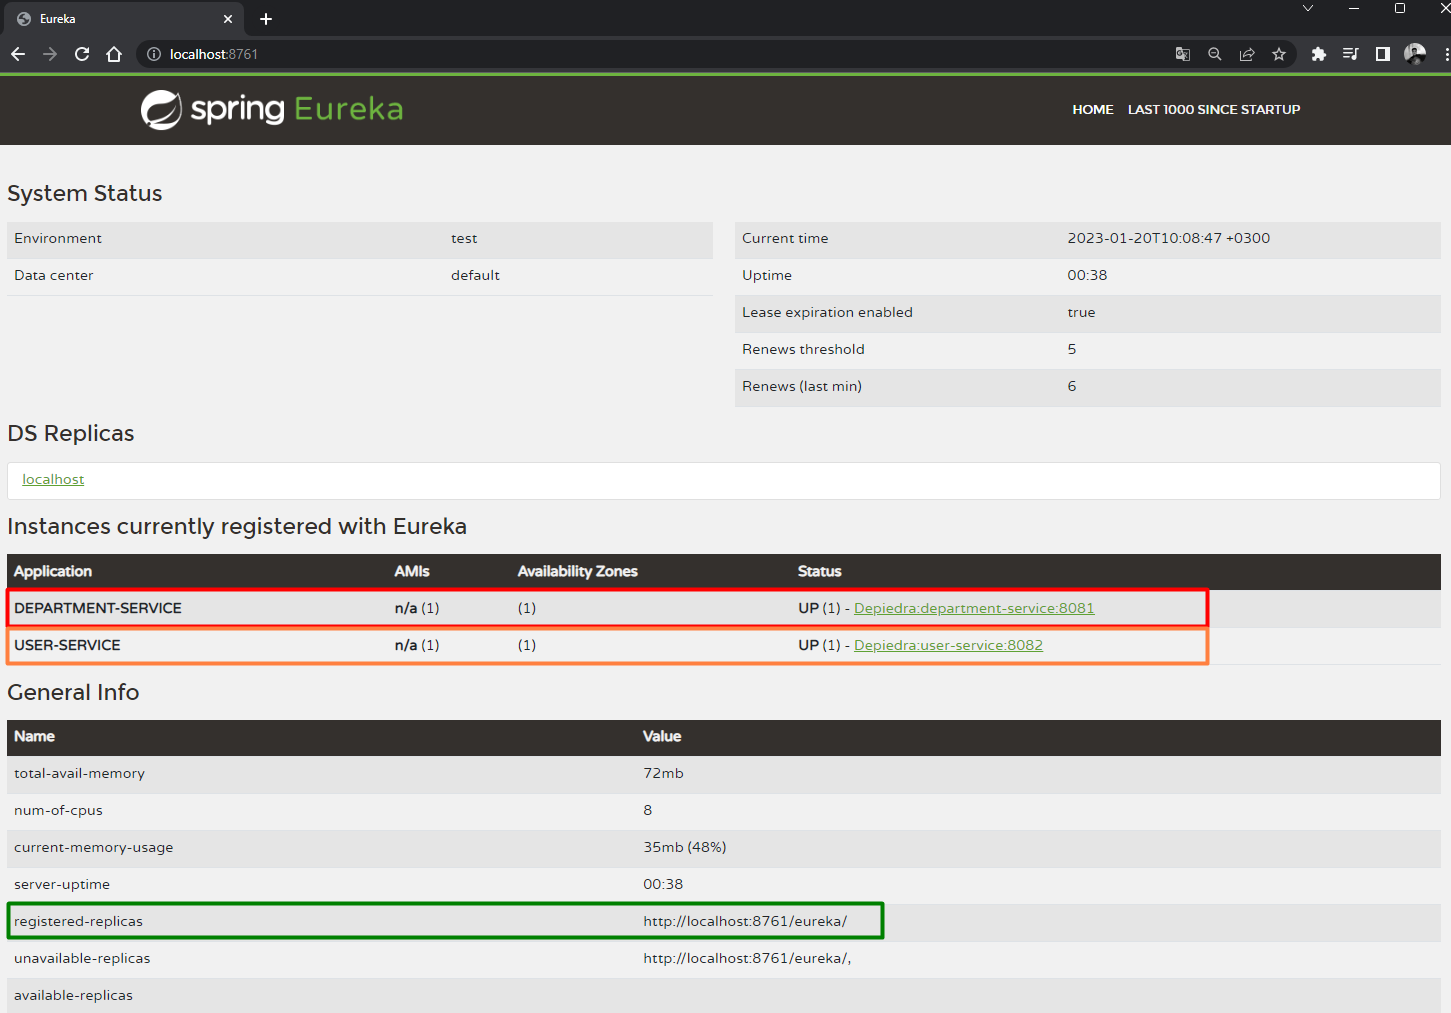 Eureka
localhost:8761
spring Eureka
HOME LAST 1000 SINCE STARTUP
System Status
Environment test
Data center default
Current time 2023-01-20T10:08:47 +0300
Uptime 00:38
Lease expiration enabled true
Renews threshold 5
Renews (last min) 6
DS Replicas
localhost
Instances currently registered with Eureka
Application AMIs Availability Zones Status
DEPARTMENT-SERVICE n/a (1) (1) UP (1) - Depiedra:department-service:8081
USER-SERVICE n/a (1) (1) UP (1) - Depiedra:user-service:8082
General Info
Name Value
total-avail-memory 72mb
num-of-cpus 8
current-memory-usage 35mb (48%)
server-uptime 00:38
registered-replicas http://localhost:8761/eureka/
unavailable-replicas http://localhost:8761/eureka/,
available-replicas